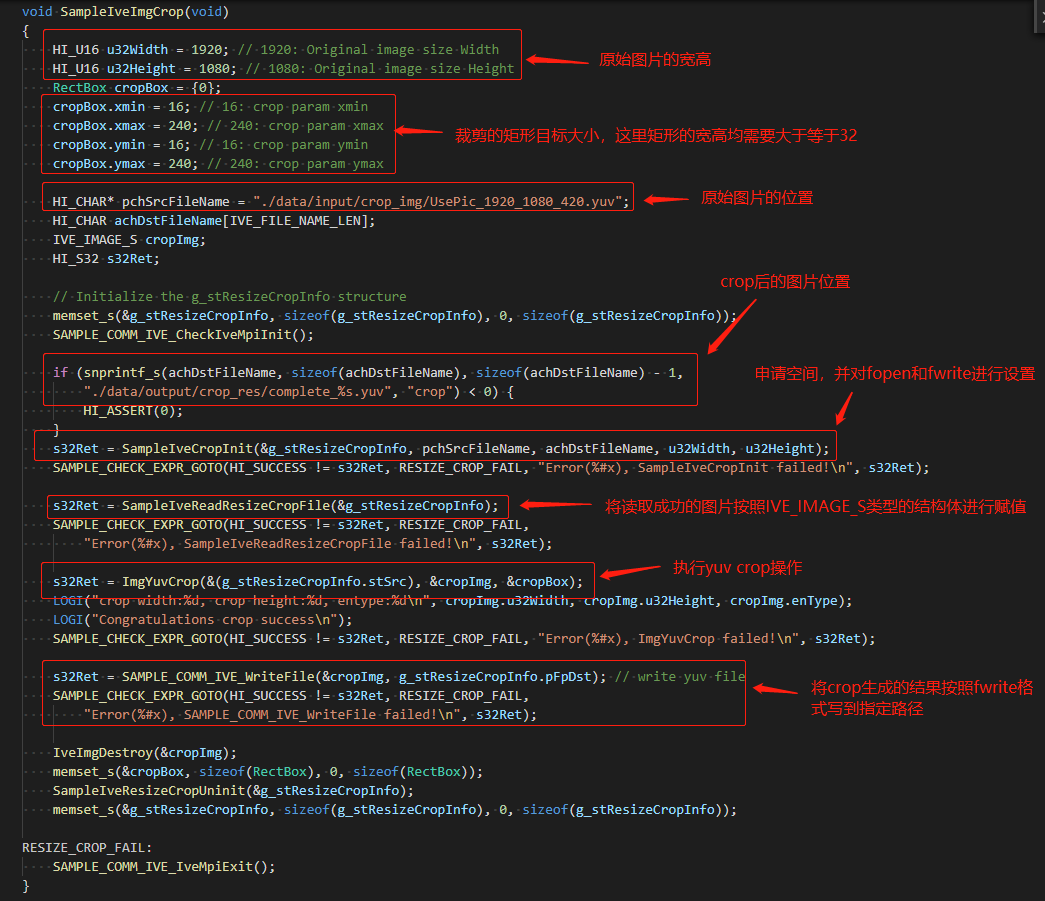 void SampleIveImgCrop(void)
{
HI_U16 u32Width = 1920; // 1920: Original image size Width
HI_U16 u32Height = 1080; // 1080: Original image size Height
原始图片的宽高
RectBox cropBox = {0};
cropBox.xmin = 16; // 16: crop param xmin
cropBox.xmax = 240; // 240: crop param xmax
cropBox.ymin = 16; // 16: crop param ymin
cropBox.ymax = 240; // 240: crop param ymax
裁剪的矩形目标大小，这里矩形的宽高均需要大于等于32
HI_CHAR* pchSrcFileName = "./data/input/crop_img/UsePic_1920_1080_420.yuv";
原始图片的位置
HI_CHAR achDstFileName[IVE_FILE_NAME_LEN];
IVE_IMAGE_S cropImg;
HI_S32 s32Ret;
crop后的图片位置
// Initialize the g_stResizeCropInfo structure
memset_s(&g_stResizeCropInfo, sizeof(g_stResizeCropInfo), 0, sizeof(g_stResizeCropInfo));
SAMPLE_COMM_IVE_CheckIveMpiInit();
if (snprintf_s(achDstFileName, sizeof(achDstFileName), sizeof(achDstFileName) - 1,
"./data/output/crop_res/complete_%s.yuv", "crop") < 0) {
申请空间，并对fopen和fwrite进行设置
HI_ASSERT(0);
}
s32Ret = SampleIveCropInit(&g_stResizeCropInfo, pchSrcFileName, achDstFileName, u32Width, u32Height);
SAMPLE_CHECK_EXPR_GOTO(HI_SUCCESS != s32Ret, RESIZE_CROP_FAIL, "Error(%#x), SampleIveCropInit failed!\n", s32Ret);
s32Ret = SampleIveReadResizeCropFile(&g_stResizeCropInfo);
将读取成功的图片按照IVE_IMAGE_S类型的结构体进行赋值
SAMPLE_CHECK_EXPR_GOTO(HI_SUCCESS != s32Ret, RESIZE_CROP_FAIL,
"Error(%#x), SampleIveReadResizeCropFile failed!\n", s32Ret);
执行yuv crop操作
s32Ret = ImgYuvCrop(&(g_stResizeCropInfo.stSrc), &cropImg, &cropBox);
LOGI("crop width:%d, crop height:%d, entype:%d\n", cropImg.u32Width, cropImg.u32Height, cropImg.enType);
LOGI("Congratulations crop success\n");
SAMPLE_CHECK_EXPR_GOTO(HI_SUCCESS != s32Ret, RESIZE_CROP_FAIL, "Error(%#x), ImgYuvCrop failed!\n", s32Ret);
s32Ret = SAMPLE_COMM_IVE_WriteFile(&cropImg, g_stResizeCropInfo.pFpDst); // write yuv file
SAMPLE_CHECK_EXPR_GOTO(HI_SUCCESS != s32Ret, RESIZE_CROP_FAIL,
"Error(%#x), SAMPLE_COMM_IVE_WriteFile failed!\n", s32Ret);
将crop生成的结果按照fwrite格
式写到指定路径
IveImgDestroy(&cropImg);
memset_s(&cropBox, sizeof(RectBox), 0, sizeof(RectBox));
SampleIveResizeCropUninit(&g_stResizeCropInfo);
memset_s(&g_stResizeCropInfo, sizeof(g_stResizeCropInfo), 0, sizeof(g_stResizeCropInfo));
RESIZE_CROP_FAIL:
SAMPLE_COMM_IVE_IveMpiExit();
}